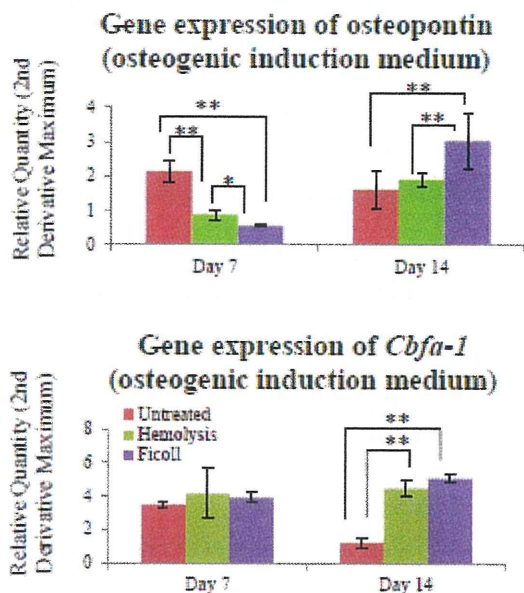 Gene expression of osteopontin
(osteogenic induction medium)
Relative Quantity (2nd
Derivative Maximum)
4
3
2
1
0
**
**
*
**
**
Day 7
Day 14
Gene expression of Cbfa-1
(osteogenic induction medium)
Relative Quantity (2nd
Derivative Maximum)
8
6
4
2
0
Untreated
Hemolysis
Ficoll
**
**
Day 7
Day 14